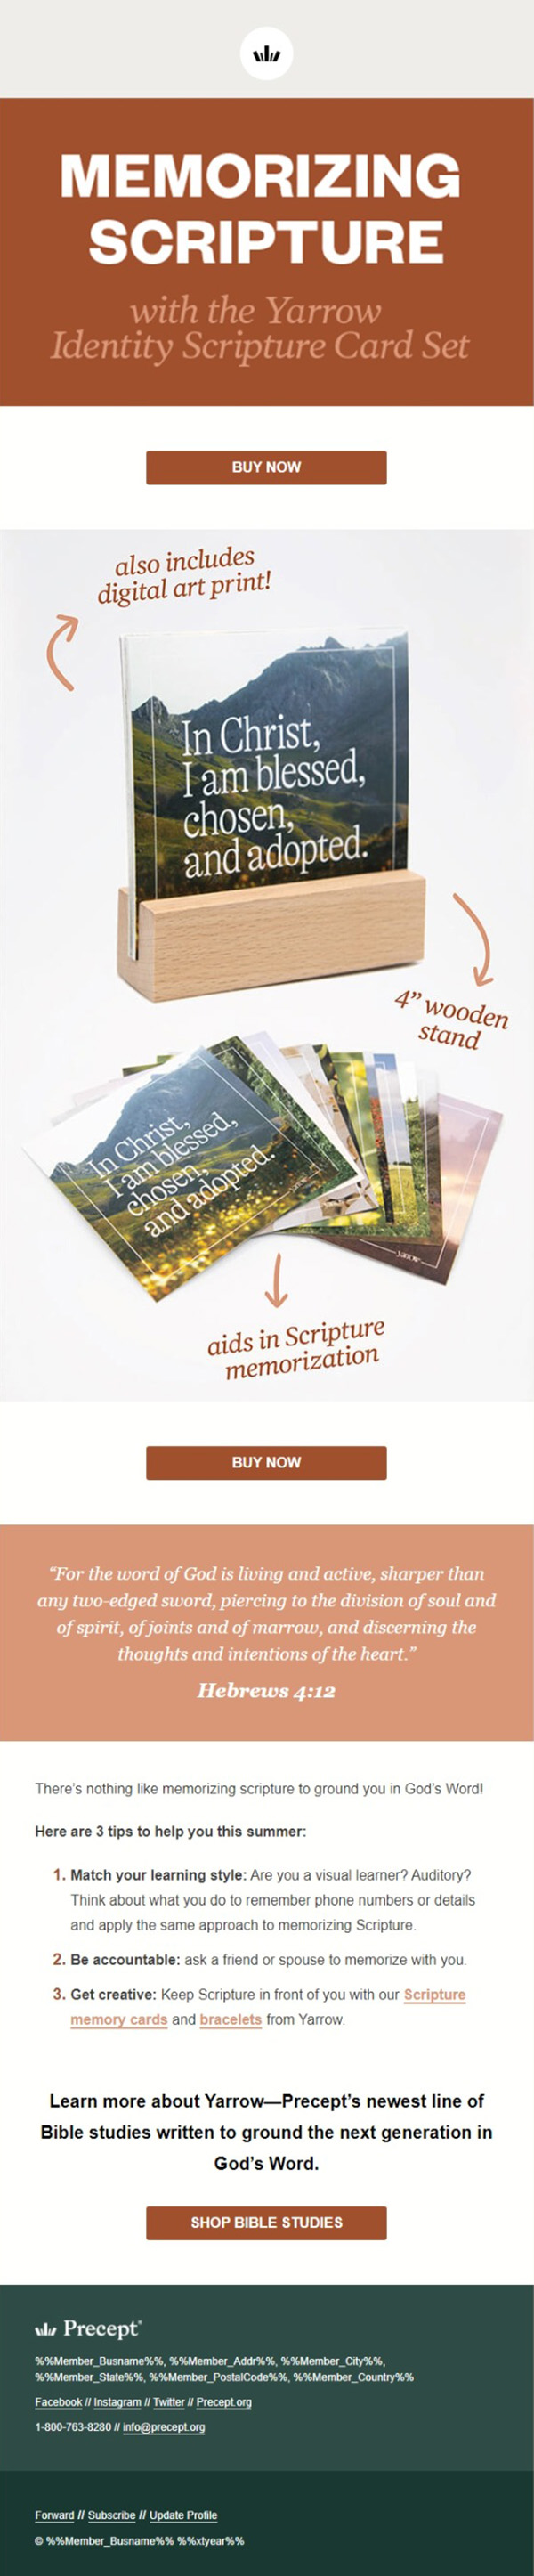 MEMORIZING
SCRIPTURE
with the Yarrow
Identity Scripture Card Set
BUY NOW
also includes
digital art print!
In Christ,
I am blessed,
chosen,
and adopted.
4” wooden
stand
In Christ,
I am blessed,
chosen,
and adopted.
yarrow
aids in Scripture
memorization
BUY NOW
“For the word of God is living and active, sharper than
any two-edged sword, piercing to the division of soul and
of spirit, of joints and of marrow, and discerning the
thoughts and intentions of the heart.”
Hebrews 4:12
There’s nothing like memorizing scripture to ground you in God’s Word!
Here are 3 tips to help you this summer:
1. Match your learning style: Are you a visual learner? Auditory?
Think about what you do to remember phone numbers or details
and apply the same approach to memorizing Scripture.
2. Be accountable: ask a friend or spouse to memorize with you.
3. Get creative: Keep Scripture in front of you with our Scripture
memory cards and bracelets from Yarrow.
Learn more about Yarrow—Precept’s newest line of
Bible studies written to ground the next generation in
God’s Word.
SHOP BIBLE STUDIES
Precept®
%%Member_Busname%%, %%Member_Addr%%, %%Member_City%%,
%%Member_State%%, %%Member_PostalCode%%, %%Member_Country%%
Facebook // Instagram // Twitter // Precept.org
1-800-763-8280 // info@precept.org
Forward // Subscribe // Update Profile
© %%Member_Busname%% %%xtyear%%